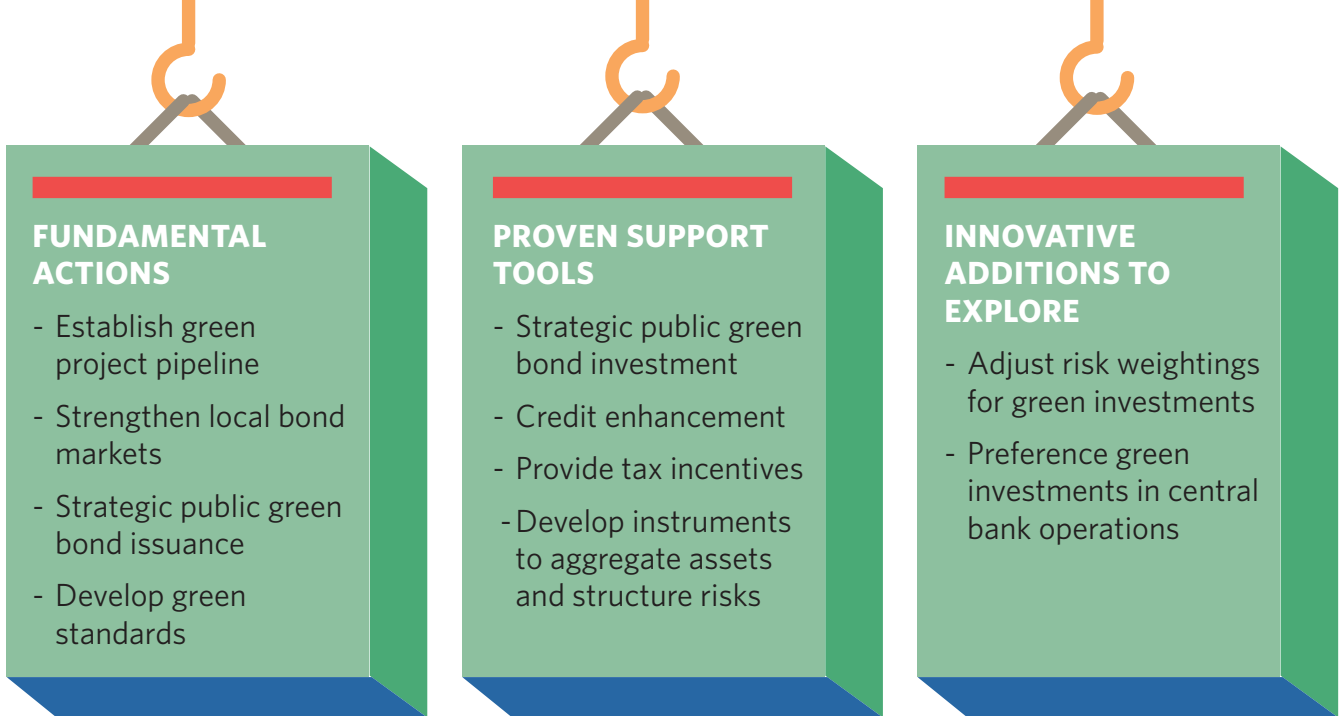 FUNDAMENTAL
ACTIONS
- Establish green
project pipeline
- Strengthen local bond
markets
- Strategic public green
bond issuance
- Develop green
standards
PROVEN SUPPORT
TOOLS
- Strategic public green
bond investment
- Credit enhancement
- Provide tax incentives
- Develop instruments
to aggregate assets
and structure risks
INNOVATIVE
ADDITIONS TO
EXPLORE
- Adjust risk weightings
for green investments
- Preference green
investments in central
bank operations